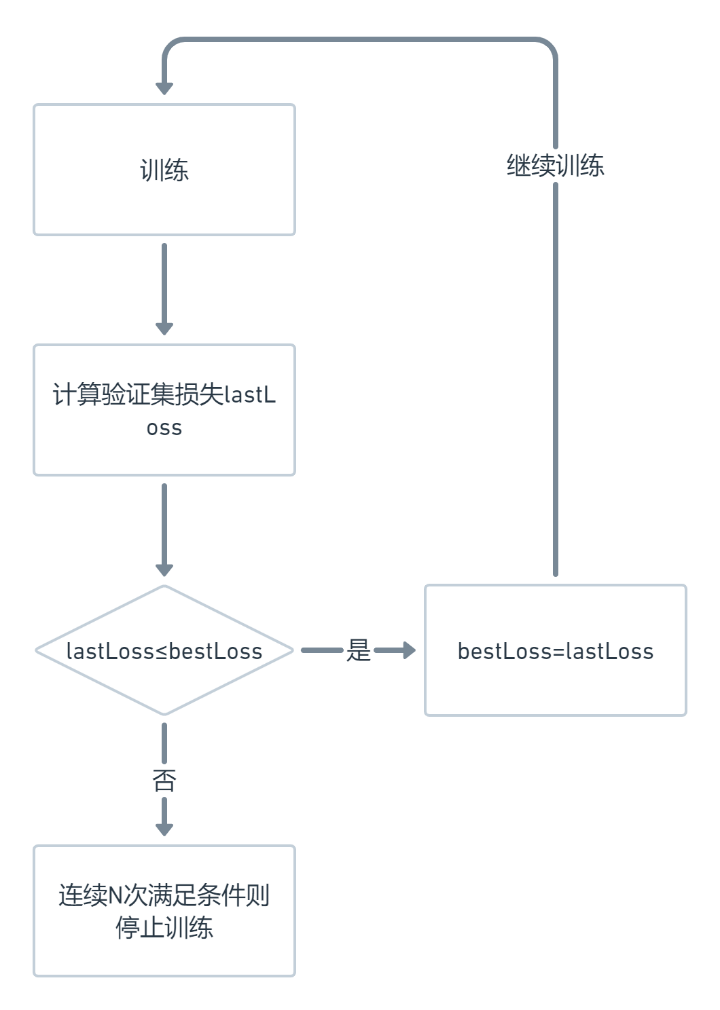 训练
继续训练
计算验证集损失lastL
oss
lastLoss≤bestLoss
是
bestLoss=lastLoss
否
连续N次满足条件则
停止训练